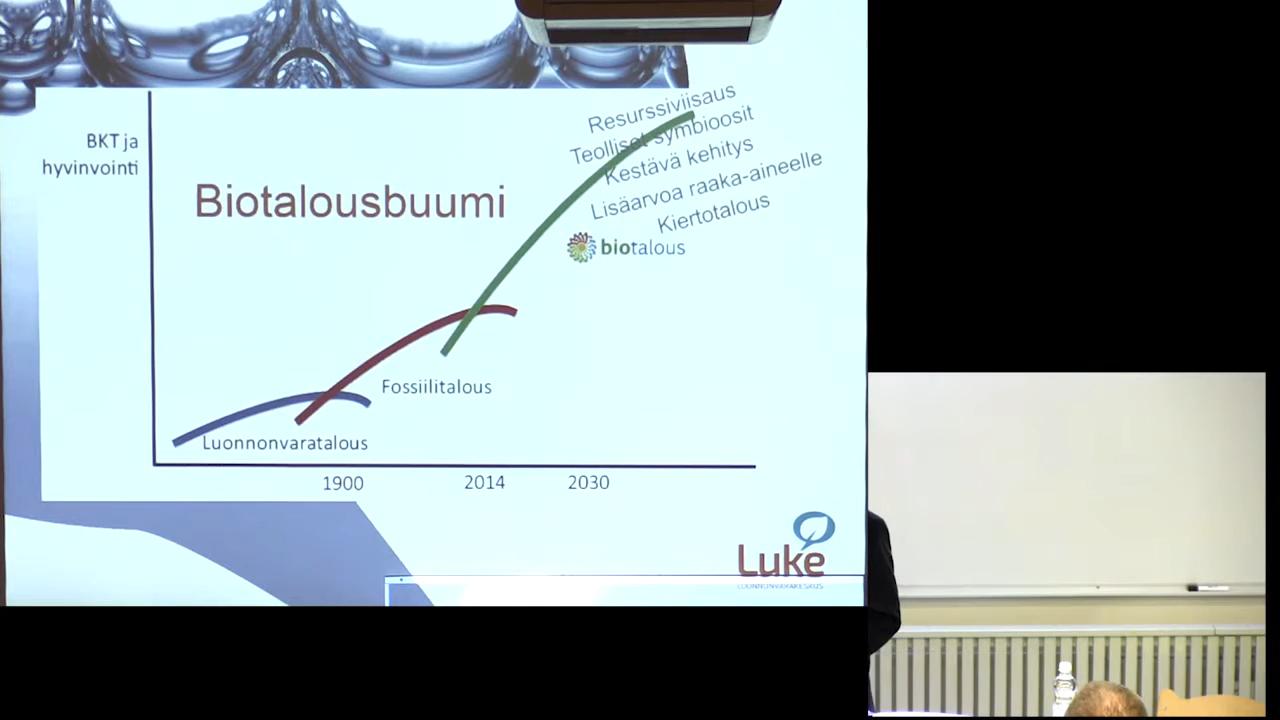 BKT ja
hyvinvointi
Biotalousbuumi
Resurssiviisaus
Teolliset symbioosit
Kestävä kehitys
Lisäarvoa raaka-aineelle
Kiertotalous
biotalous
Fossiilitalous
Luonnonvaratalous
1900 2014 2030
Luke
LUONNONVARAKESKUS